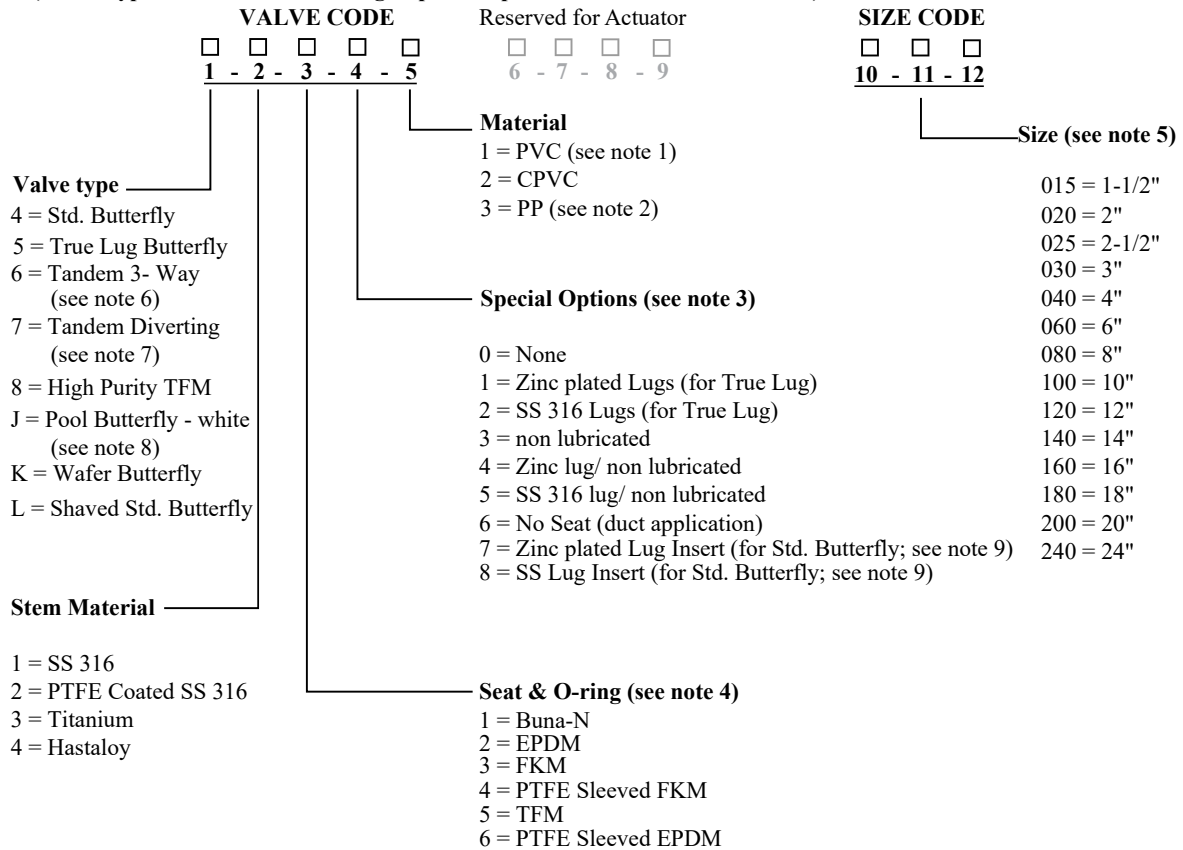 VALVE CODE
Reserved for Actuator
SIZE CODE
1 - 2 - 3 - 4 - 5
6 - 7 - 8 - 9
10 - 11 - 12
Material
1 = PVC (see note 1)
2 = CPVC
3 = PP (see note 2)
Size (see note 5)
015 = 1-1/2"
020 = 2"
025 = 2-1/2"
030 = 3"
040 = 4"
060 = 6"
080 = 8"
100 = 10"
120 = 12"
140 = 14"
160 = 16"
180 = 18"
200 = 20"
240 = 24"
Valve type
4 = Std. Butterfly
5 = True Lug Butterfly
6 = Tandem 3- Way
(see note 6)
7 = Tandem Diverting
(see note 7)
8 = High Purity TFM
J = Pool Butterfly - white
(see note 8)
K = Wafer Butterfly
L = Shaved Std. Butterfly
Special Options (see note 3)
0 = None
1 = Zinc plated Lugs (for True Lug)
2 = SS 316 Lugs (for True Lug)
3 = non lubricated
4 = Zinc lug/ non lubricated
5 = SS 316 lug/ non lubricated
6 = No Seat (duct application)
7 = Zinc plated Lug Insert (for Std. Butterfly; see note 9)
8 = SS Lug Insert (for Std. Butterfly; see note 9)
Stem Material
1 = SS 316
2 = PTFE Coated SS 316
3 = Titanium
4 = Hastaloy
Seat & O-ring (see note 4)
1 = Buna-N
2 = EPDM
3 = FKM
4 = PTFE Sleeved FKM
5 = TFM
6 = PTFE Sleeved EPDM